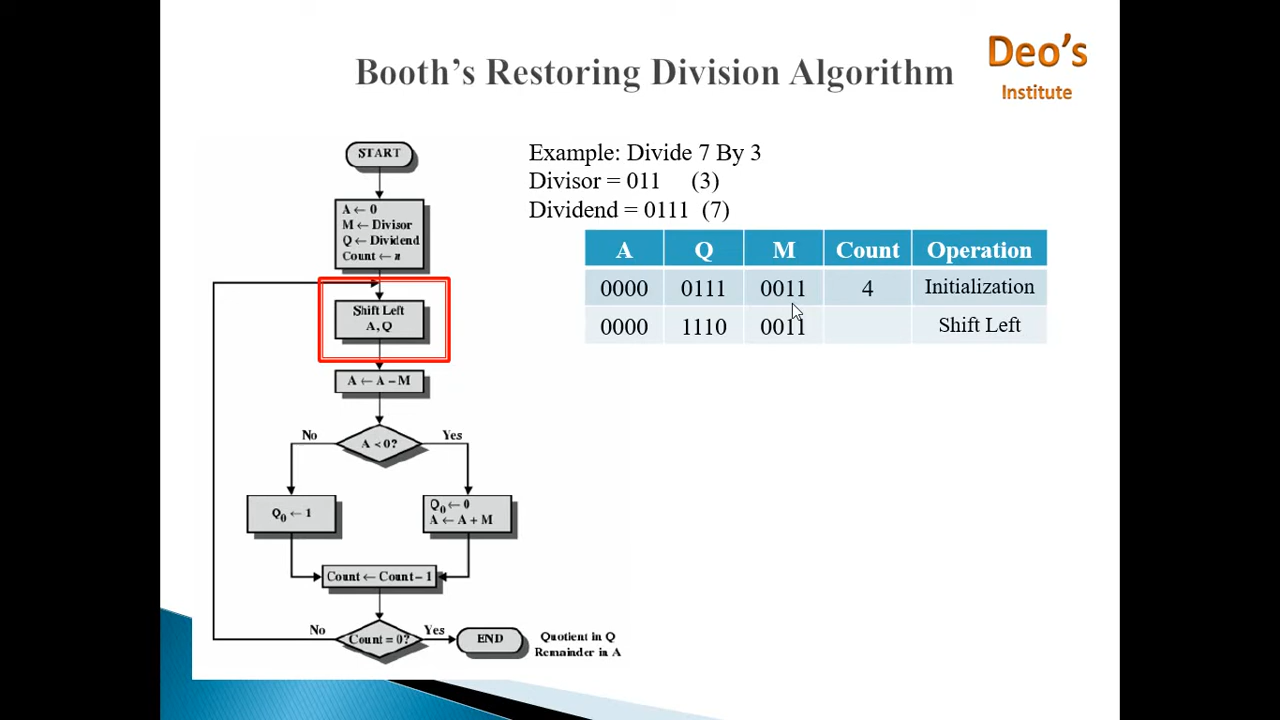 Booth's Restoring Division Algorithm
Deo's
Institute
START
A ← 0
M ← Divisor
Q ← Dividend
Count ← n
Shift Left
A, Q
A ← A – M
No
A < 0?
Yes
Q0 ← 1
Q0 ← 0
A ← A + M
Count ← Count – 1
No
Count = 0?
Yes
END
Quotient in Q
Remainder in A
Example: Divide 7 By 3
Divisor = 011 (3)
Dividend = 0111 (7)
A Q M Count Operation
0000 0111 0011 4 Initialization
0000 1110 0011 Shift Left